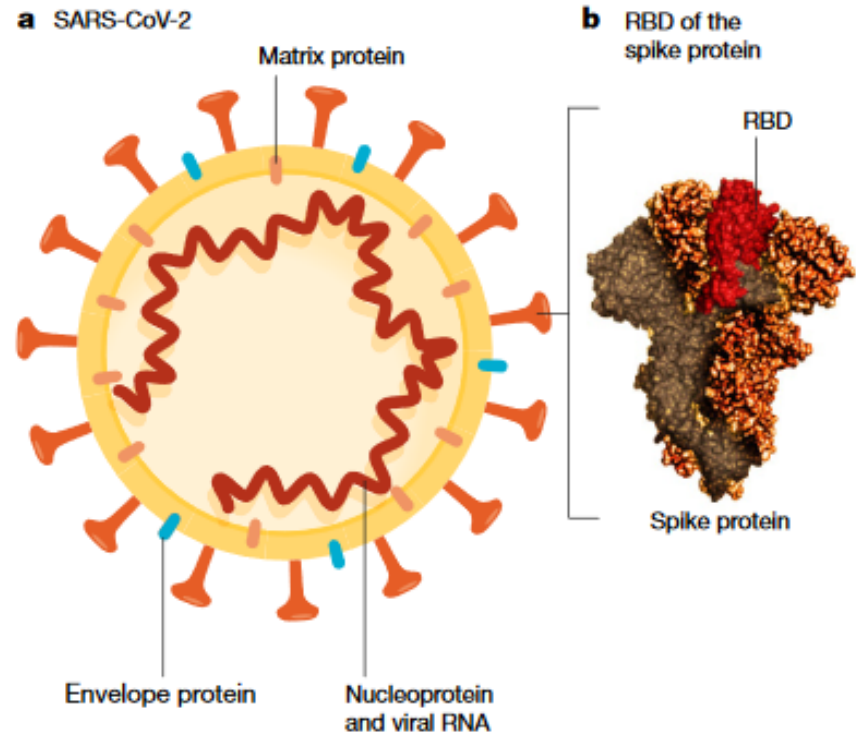 a SARS-CoV-2
Matrix protein
Envelope protein
Nucleoprotein
and viral RNA
b RBD of the
spike protein
RBD
Spike protein